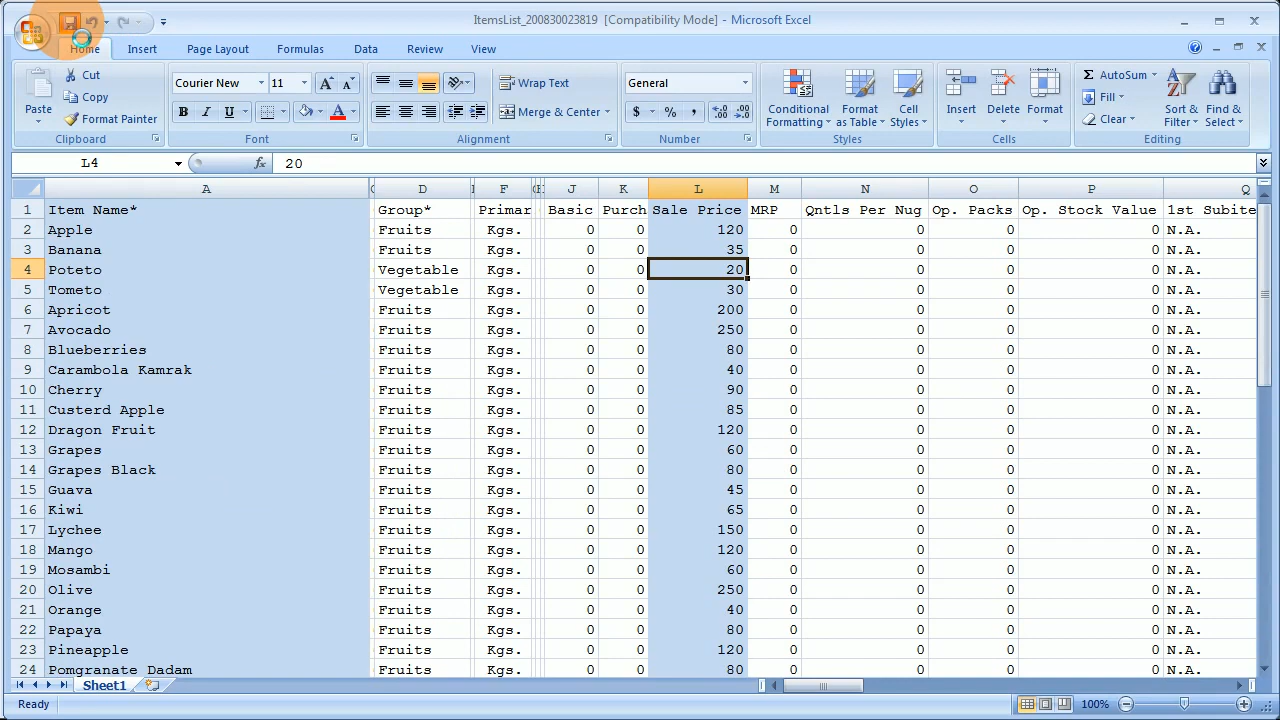 ItemsList_200830023819 [Compatibility Mode] - Microsoft Excel
Home Insert Page Layout Formulas Data Review View
Paste Cut Copy Format Painter
Clipboard
Courier New 11
B I U
Font
Wrap Text
Merge & Center
Alignment
General
$ % ,
Number
Conditional Formatting Format as Table Cell Styles
Styles
Insert Delete Format
Cells
Σ AutoSum
Fill
Clear
Sort & Filter Find & Select
Editing
L4 fx 20
A D F J K L M N O P Q
1 Item Name* Group* Primar Basic Purch Sale Price MRP Qntls Per Nug Op. Packs Op. Stock Value 1st Subite
2 Apple Fruits Kgs. 0 0 120 0 0 0 0 N.A.
3 Banana Fruits Kgs. 0 0 35 0 0 0 0 N.A.
4 Poteto Vegetable Kgs. 0 0 20 0 0 0 0 N.A.
5 Tometo Vegetable Kgs. 0 0 30 0 0 0 0 N.A.
6 Apricot Fruits Kgs. 0 0 200 0 0 0 0 N.A.
7 Avocado Fruits Kgs. 0 0 250 0 0 0 0 N.A.
8 Blueberries Fruits Kgs. 0 0 80 0 0 0 0 N.A.
9 Carambola Kamrak Fruits Kgs. 0 0 40 0 0 0 0 N.A.
10 Cherry Fruits Kgs. 0 0 90 0 0 0 0 N.A.
11 Custerd Apple Fruits Kgs. 0 0 85 0 0 0 0 N.A.
12 Dragon Fruit Fruits Kgs. 0 0 120 0 0 0 0 N.A.
13 Grapes Fruits Kgs. 0 0 60 0 0 0 0 N.A.
14 Grapes Black Fruits Kgs. 0 0 80 0 0 0 0 N.A.
15 Guava Fruits Kgs. 0 0 45 0 0 0 0 N.A.
16 Kiwi Fruits Kgs. 0 0 65 0 0 0 0 N.A.
17 Lychee Fruits Kgs. 0 0 150 0 0 0 0 N.A.
18 Mango Fruits Kgs. 0 0 120 0 0 0 0 N.A.
19 Mosambi Fruits Kgs. 0 0 60 0 0 0 0 N.A.
20 Olive Fruits Kgs. 0 0 250 0 0 0 0 N.A.
21 Orange Fruits Kgs. 0 0 40 0 0 0 0 N.A.
22 Papaya Fruits Kgs. 0 0 80 0 0 0 0 N.A.
23 Pineapple Fruits Kgs. 0 0 120 0 0 0 0 N.A.
24 Pomgranate Dadam Fruits Kgs. 0 0 80 0 0 0 0 N.A.
Sheet1
Ready 100%